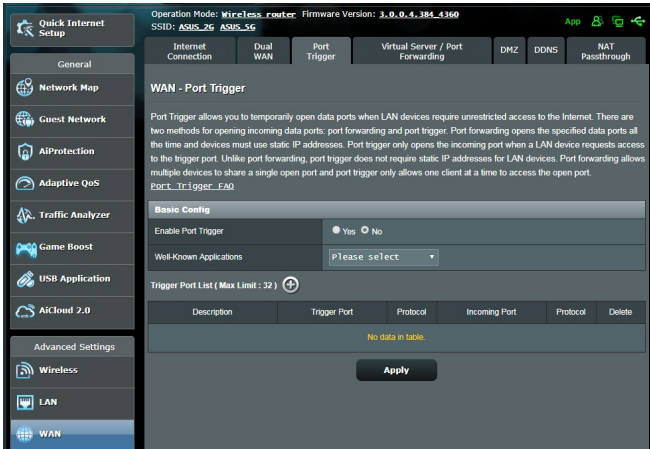 Quick Internet
Setup
Operation Mode: Wireless router Firmware Version: 3.0.0.4.384_4360
SSID: ASUS_2G ASUS_5G
App
Internet
Connection
Dual
WAN
Port
Trigger
Virtual Server / Port
Forwarding
DMZ
DDNS
NAT
Passthrough
General
Network Map
Guest Network
AiProtection
Adaptive QoS
Traffic Analyzer
Game Boost
USB Application
AiCloud 2.0
Advanced Settings
Wireless
LAN
WAN
WAN - Port Trigger
Port Trigger allows you to temporarily open data ports when LAN devices require unrestricted access to the Internet. There are
two methods for opening incoming data ports: port forwarding and port trigger. Port forwarding opens the specified data ports all
the time and devices must use static IP addresses. Port trigger only opens the incoming port when a LAN device requests access
to the trigger port. Unlike port forwarding, port trigger does not require static IP addresses for LAN devices. Port forwarding allows
multiple devices to share a single open port and port trigger only allows one client at a time to access the open port.
Port Trigger FAQ
Basic Config
Enable Port Trigger
Yes No
Well-Known Applications
Please select
Trigger Port List ( Max Limit : 32 )
Description Trigger Port Protocol Incoming Port Protocol Delete
No data in table.
Apply